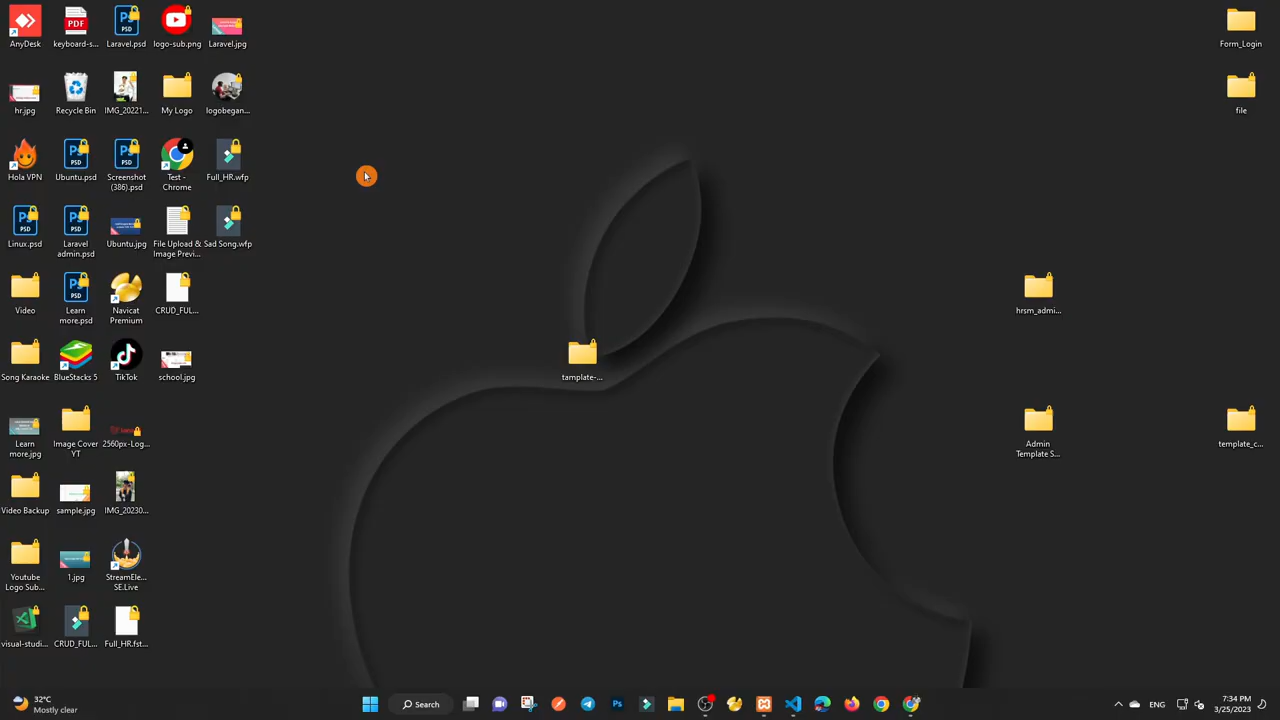 AnyDesk
keyboard-s...
Laravel.psd
logo-sub.png
Laravel.jpg
Form_Login
hr.jpg
Recycle Bin
IMG_20221...
My Logo
logobegan...
file
Hola VPN
Ubuntu.psd
Screenshot
(386).psd
Test -
Chrome
Full_HR.wfp
Linux.psd
Laravel
admin.psd
Ubuntu.jpg
File Upload &
Image Previ...
Sad Song.wfp
Video
Learn
more.psd
Navicat
Premium
CRUD_FUL...
hrsm_admi...
Song Karaoke
BlueStacks 5
TikTok
school.jpg
tamplate-...
Learn
more.jpg
Image Cover
YT
2560px-Log...
Admin
Template S...
template_c...
Video Backup
sample.jpg
IMG_20230...
Youtube
Logo Sub...
1.jpg
StreamEle...
SE.Live
visual-studi...
CRUD_FUL...
Full_HR.fst...
32°C
Mostly clear
Search
ENG
7:34 PM
3/25/2023